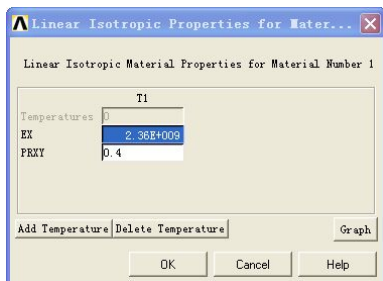 Linear Isotropic Properties for Mater...
Linear Isotropic Material Properties for Material Number 1
T1
Temperatures 0
EX 2.36E+009
PRXY 0.4
Add Temperature Delete Temperature Graph
OK Cancel Help